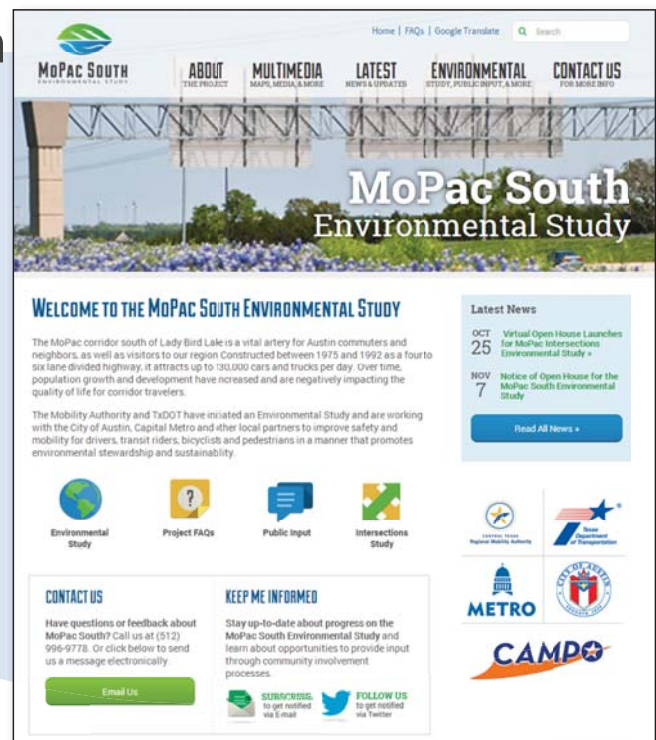 Home | FAQs | Google Translate
Search
MoPac South
ENVIRONMENTAL STUDY
ABOUT
THE PROJECT
MULTIMEDIA
MAPS, MEDIA, & MORE
LATEST
NEWS & UPDATES
ENVIRONMENTAL
STUDY, PUBLIC INPUT, & MORE
CONTACT US
FOR MORE INFO
MoPac South
Environmental Study
WELCOME TO THE MOPAC SOUTH ENVIRONMENTAL STUDY
The MoPac corridor south of Lady Bird Lake is a vital artery for Austin commuters and
neighbors, as well as visitors to our region Constructed between 1975 and 1992 as a four to
six lane divided highway, it attracts up to 130,000 cars and trucks per day. Over time,
population growth and development have ncreased and are negatively impacting the
quality of life for corridor travelers.
The Mobility Authority and TxDOT have initiated an Environmental Study and are working
with the City of Austin, Capital Metro and other local partners to improve safety and
mobility for drivers, transit riders, bicyclists and pedestrians in a manner that promotes
environmental stewardship and sustainablity.
Environmental
Study
Project FAQs
Public Input
Intersections
Study
Latest News
OCT
25
Virtual Open House Launches
for MoPac Intersections
Environmental Study »
NOV
7
Notice of Open House for the
MoPac South Environmental
Study
Read All News »
CENTRAL TEXAS
Regional Mobility Authority
Texas
Department
of Transportation
METRO
CITY OF AUSTIN
CAMPO
CONTACT US
Have questions or feedback about
MoPac South? Call us at (512)
996-9778. Or click below to send
us a message electronically.
Email Us
KEEP ME INFORMED
Stay up-to-date about progress on the
MoPac South Environmental Study and
learn about opportunities to provide input
through community involvement
processes.
SUBSCRIBE
to get notified
via E-mail
FOLLOW US
to get notified
via Twitter